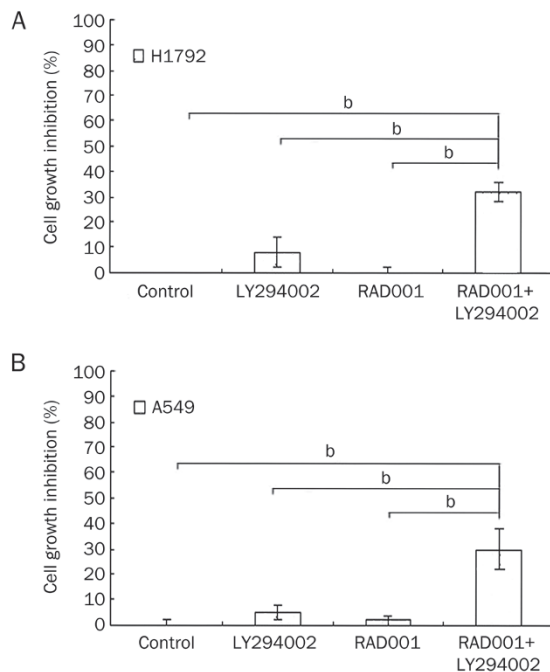 A
Cell growth inhibition (%)
100
90
80
70
60
50
40
30
20
10
0
H1792
b
b
b
Control
LY294002
RAD001
RAD001+
LY294002
B
Cell growth inhibition (%)
100
90
80
70
60
50
40
30
20
10
0
A549
b
b
b
Control
LY294002
RAD001
RAD001+
LY294002